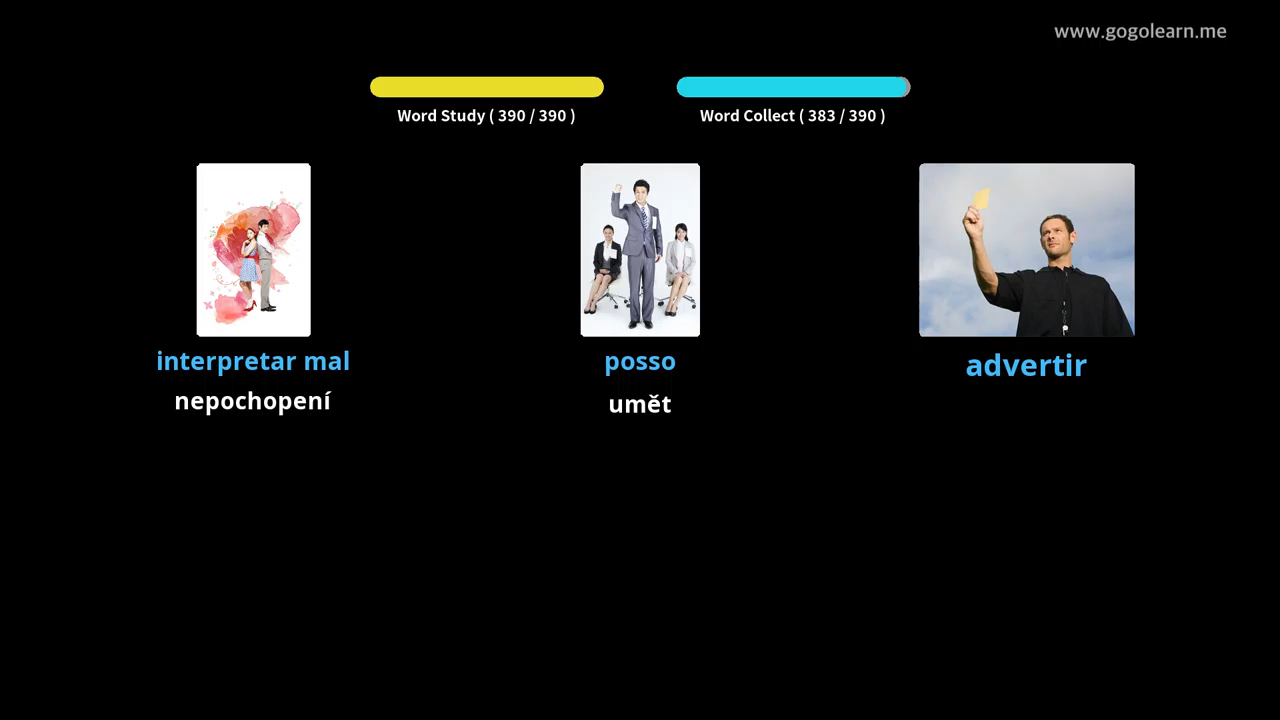 www.gogolearn.me
Word Study ( 390 / 390 )
Word Collect ( 383 / 390 )
interpretar mal
nepochopení
posso
umět
advertir